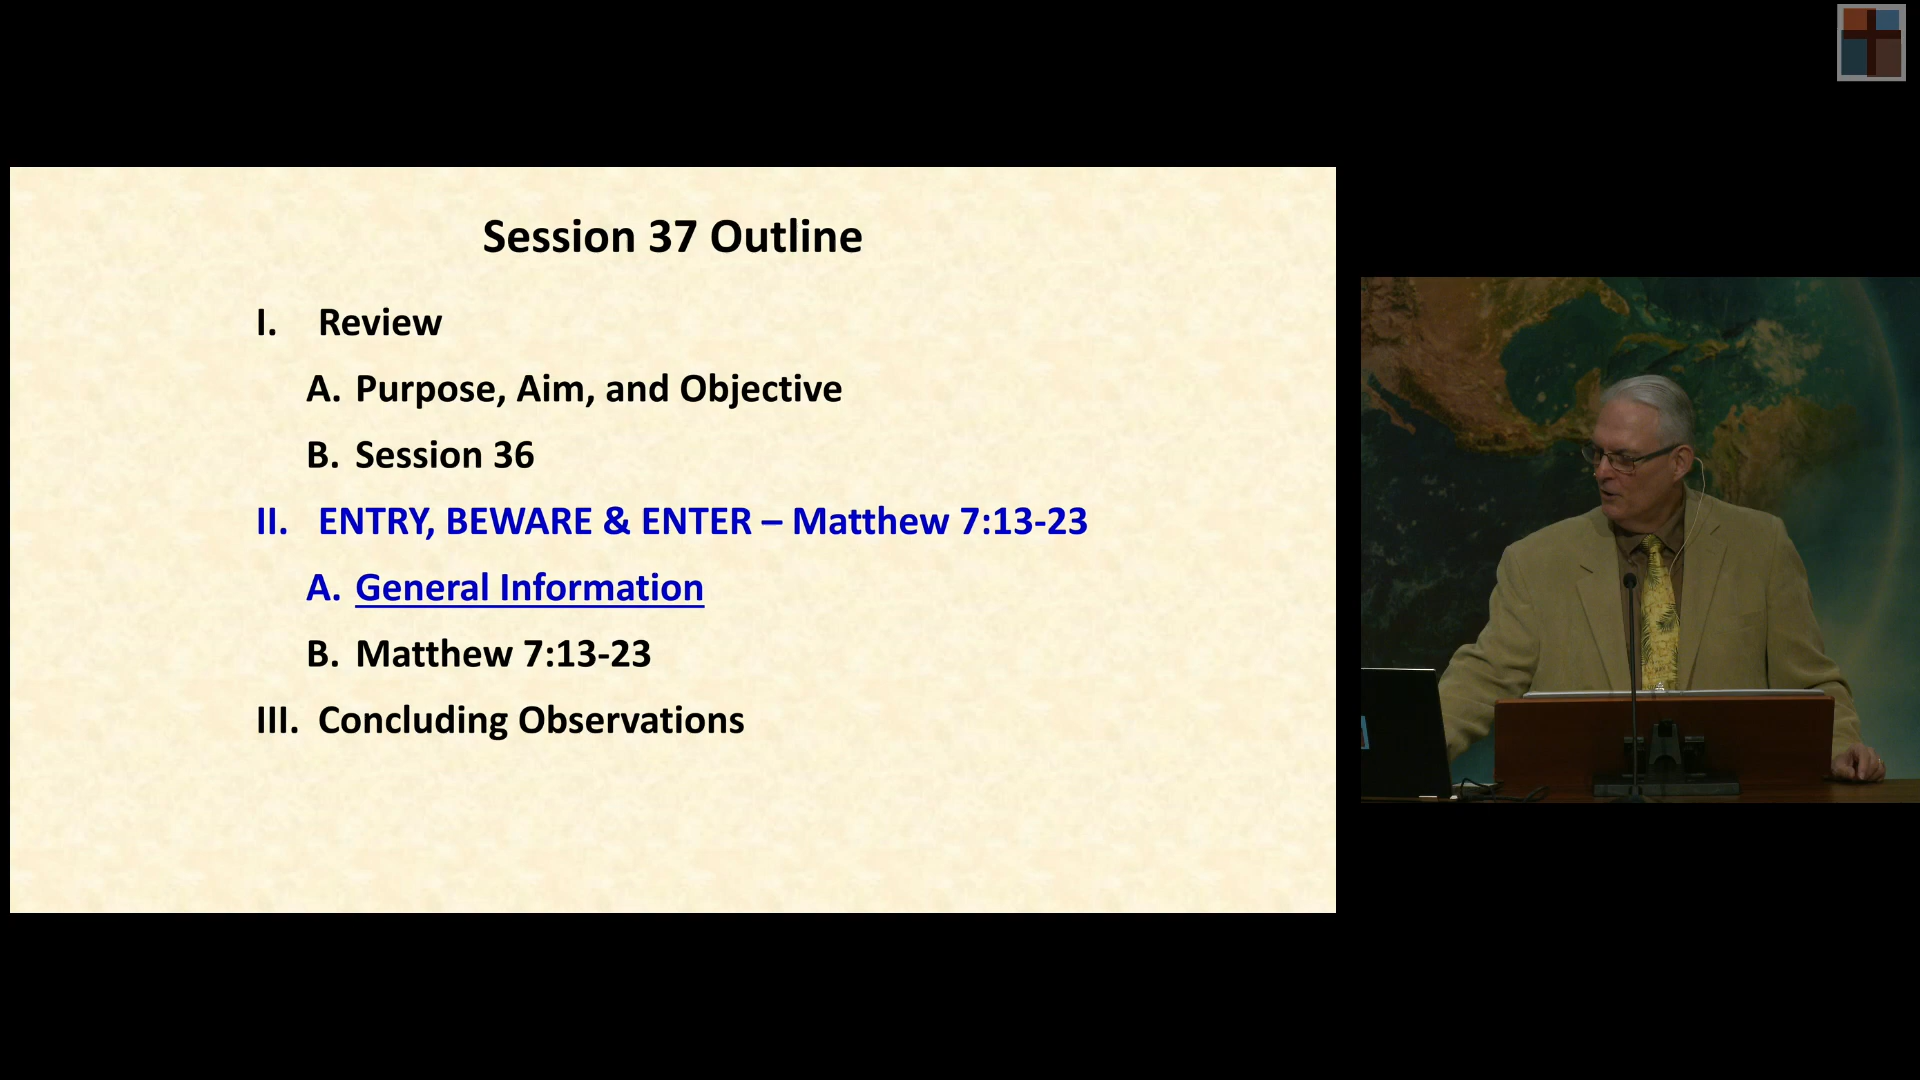 Session 37 Outline
I. Review
A. Purpose, Aim, and Objective
B. Session 36
II. ENTRY, BEWARE & ENTER – Matthew 7:13-23
A. General Information
B. Matthew 7:13-23
III. Concluding Observations